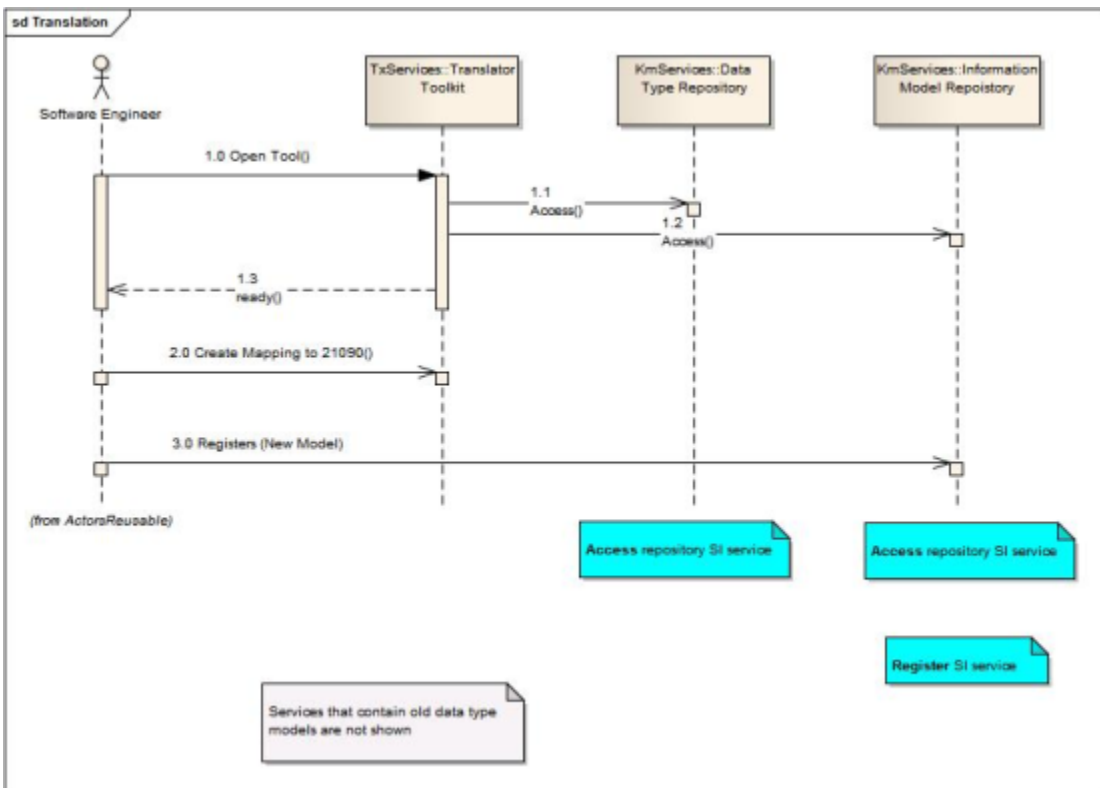 sd Translation
Software Engineer
TxServices::Translator
Toolkit
KmServices::Data
Type Repository
KmServices::Information
Model Repoistory
1.0 Open Tool()
1.1
Access()
1.2
Access()
1.3
ready()
2.0 Create Mapping to 21090()
3.0 Registers (New Model)
(from ActorsReusable)
Access repository SI service
Access repository SI service
Register SI service
Services that contain old data type
models are not shown